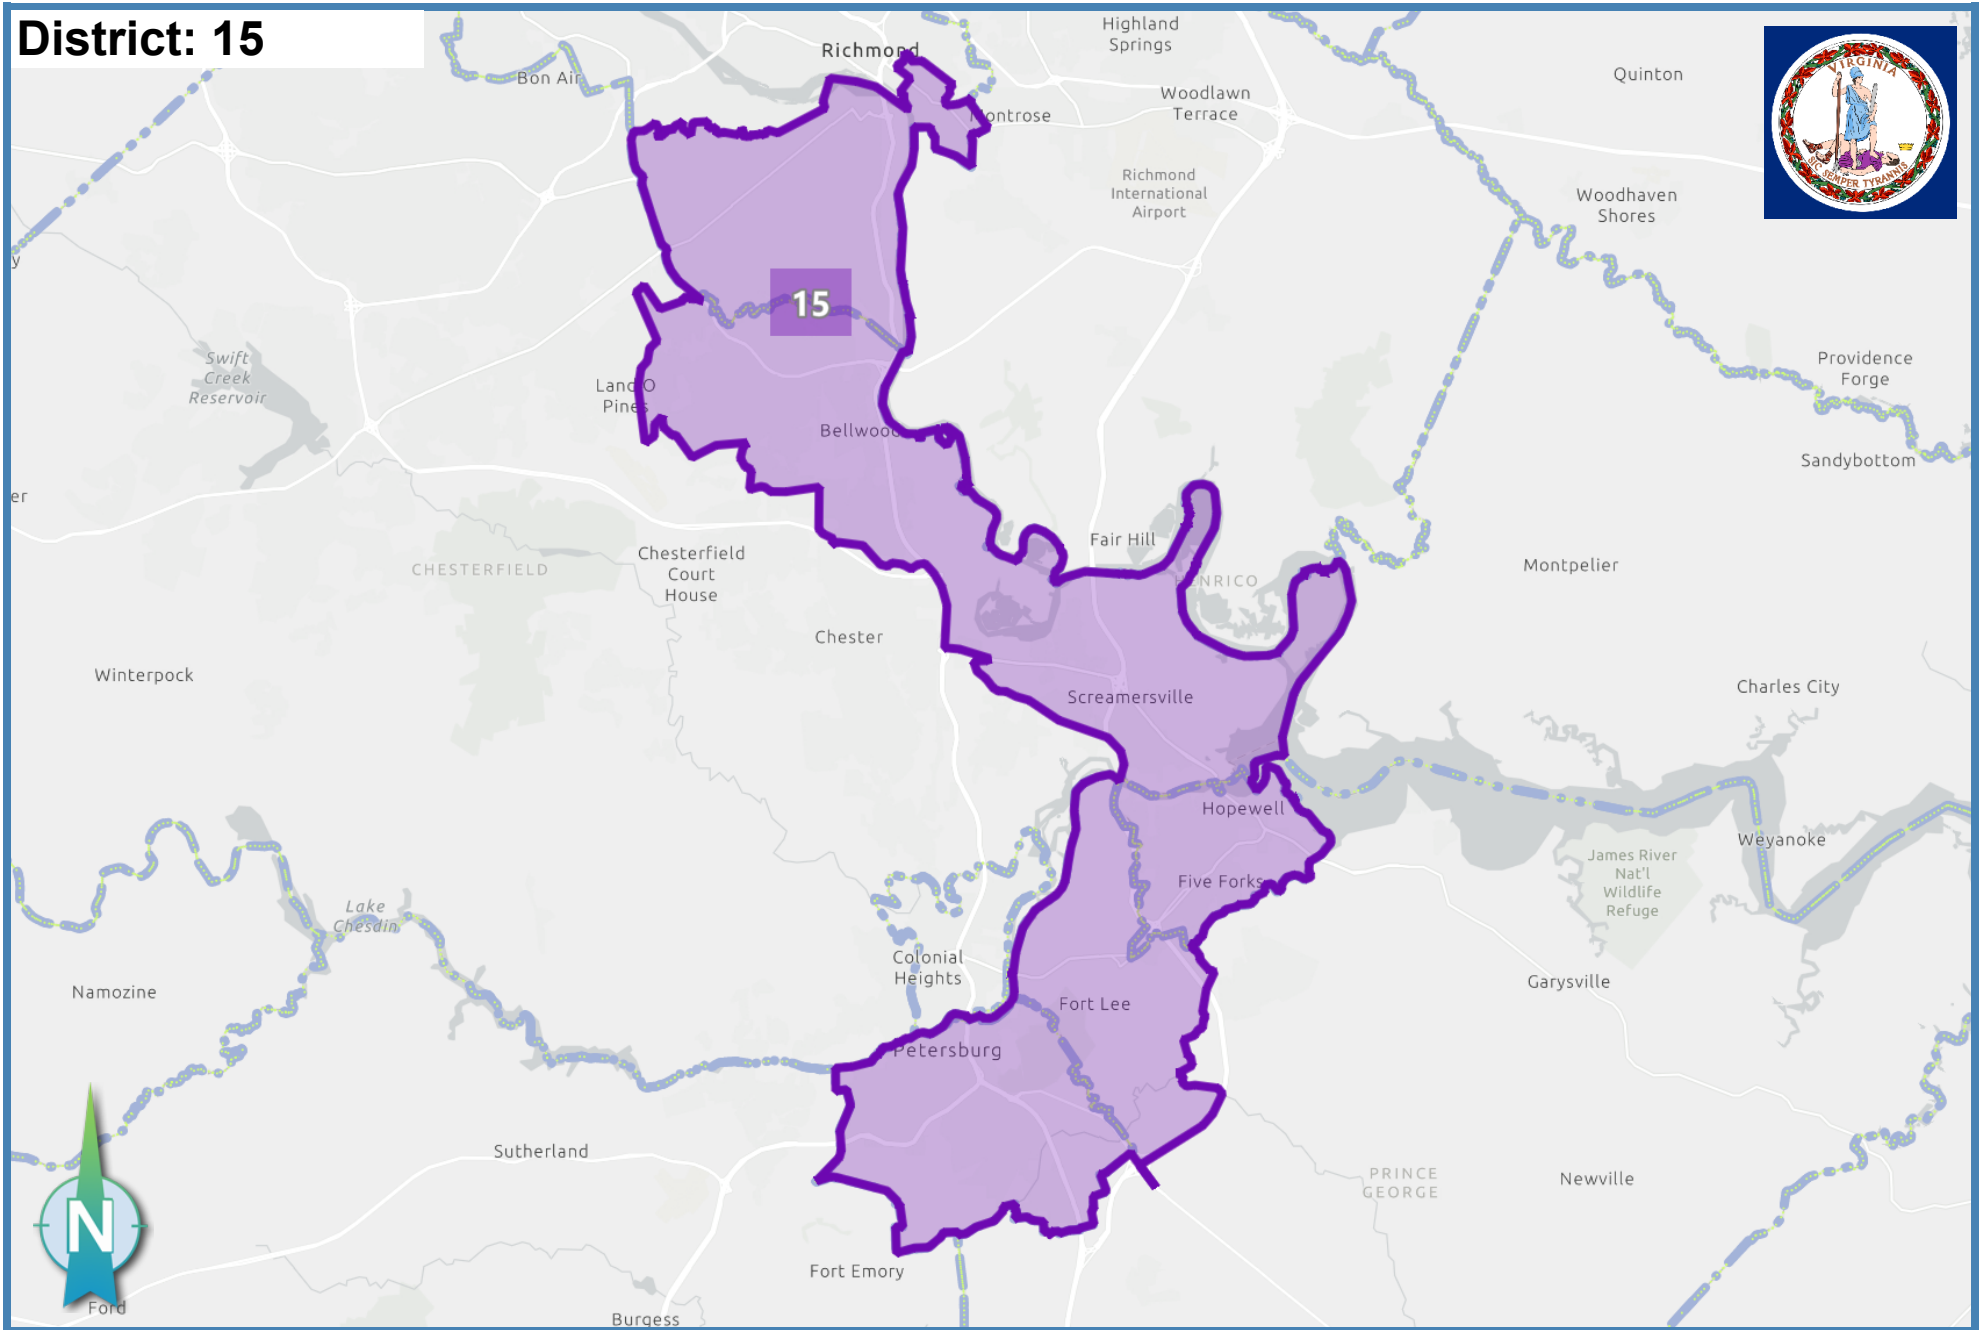 District: 15
Richmond
Highland
Springs
Bon Air
Quinton
VIRGINIA
SIC SEMPER TYRANNIS
Woodlawn
Terrace
Montrose
Richmond
International
Airport
Woodhaven
Shores
y
15
Swift
Creek
Reservoir
Land O
Pines
Providence
Forge
Bellwood
Sandybottom
er
Fair Hill
Chesterfield
Court
House
CHESTERFIELD
HENRICO
Montpelier
Chester
Winterpock
Screamersville
Charles City
Hopewell
Weyanoke
James River
Nat'l
Wildlife
Refuge
Five Forks
Lake
Chesdin
Colonial
Heights
Namozine
Garysville
Fort Lee
Petersburg
Sutherland
PRINCE
GEORGE
Newville
N
Fort Emory
Ford
Burgess